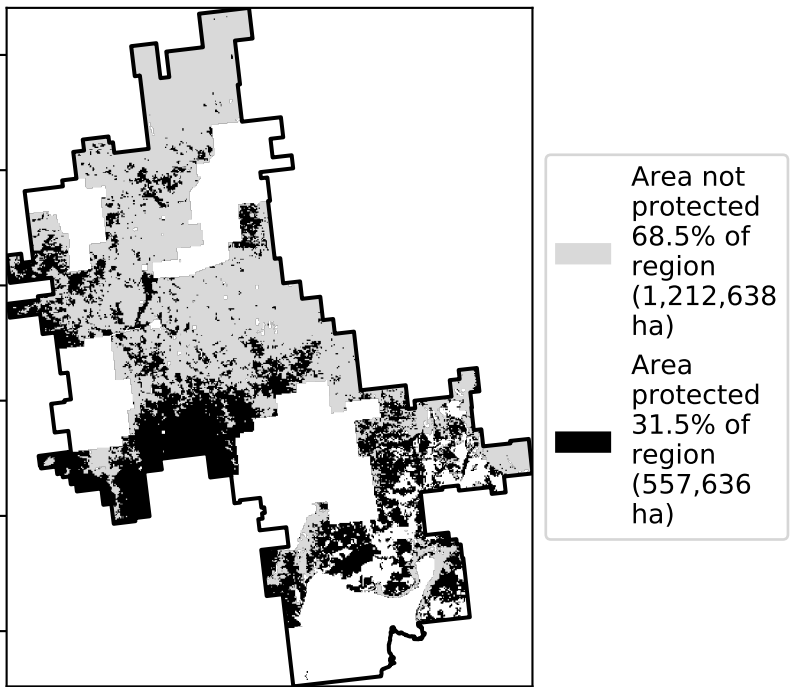 Area not
protected
68.5% of
region
(1,212,638
ha)
Area
protected
31.5% of
region
(557,636
ha)